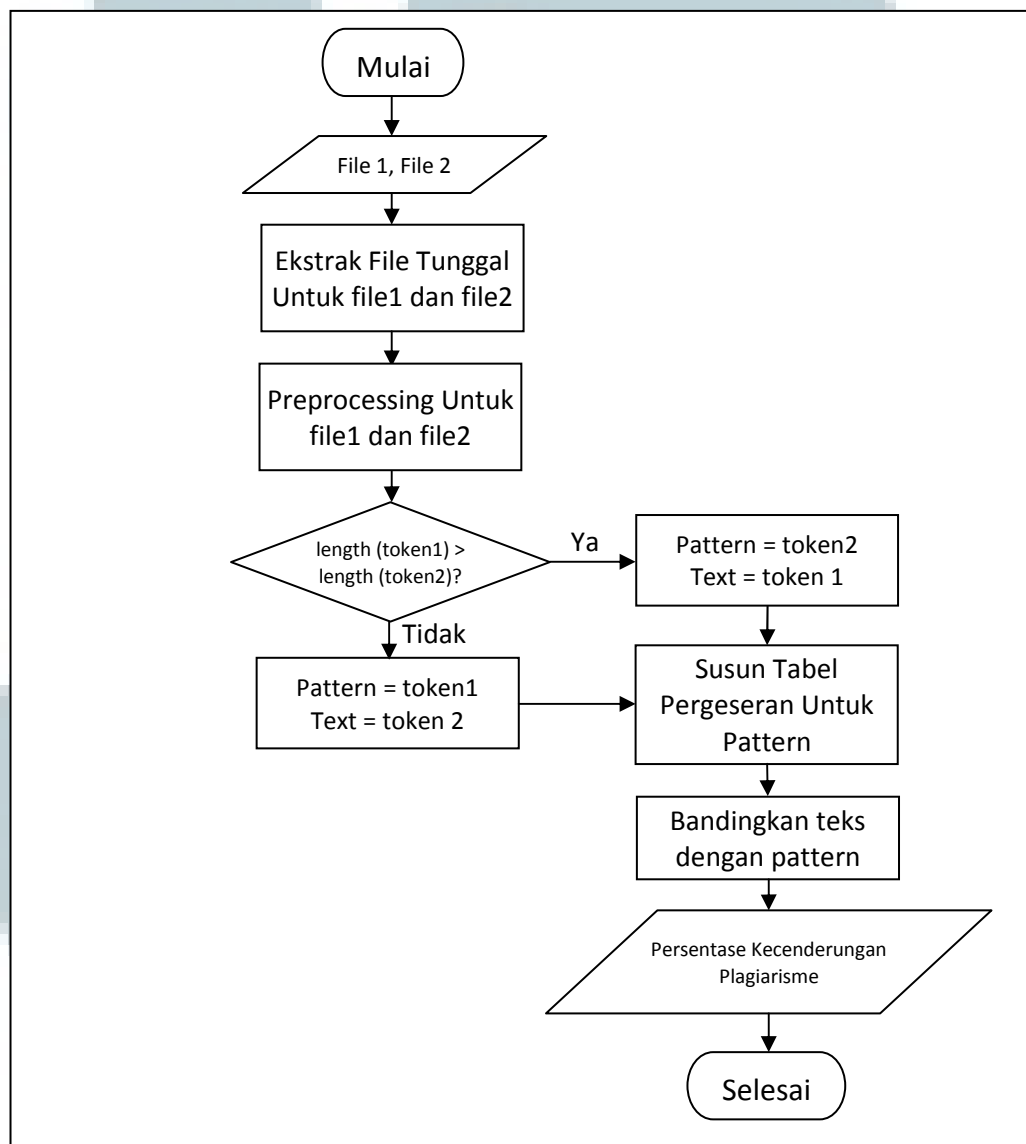 Mulai
File 1, File 2
Ekstrak File Tunggal
Untuk file1 dan file2
Preprocessing Untuk
file1 dan file2
length (token1) >
length (token2)?
Ya
Pattern = token2
Text = token 1
Tidak
Pattern = token1
Text = token 2
Susun Tabel
Pergeseran Untuk
Pattern
Bandingkan teks
dengan pattern
Persentase Kecenderungan
Plagiarisme
Selesai